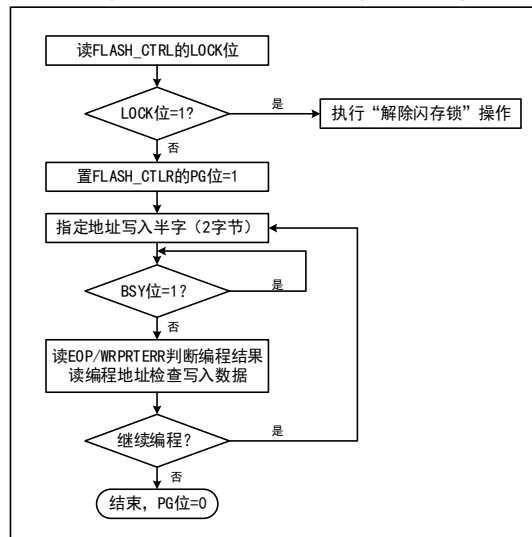 读FLASH_CTRL的LOCK位
LOCK位=1?
是
执行“解除闪存锁”操作
否
置FLASH_CTLR的PG位=1
指定地址写入半字（2字节）
BSY位=1?
是
否
读EOP/WRPRTERR判断编程结果
读编程地址检查写入数据
继续编程?
是
否
结束，PG位=0